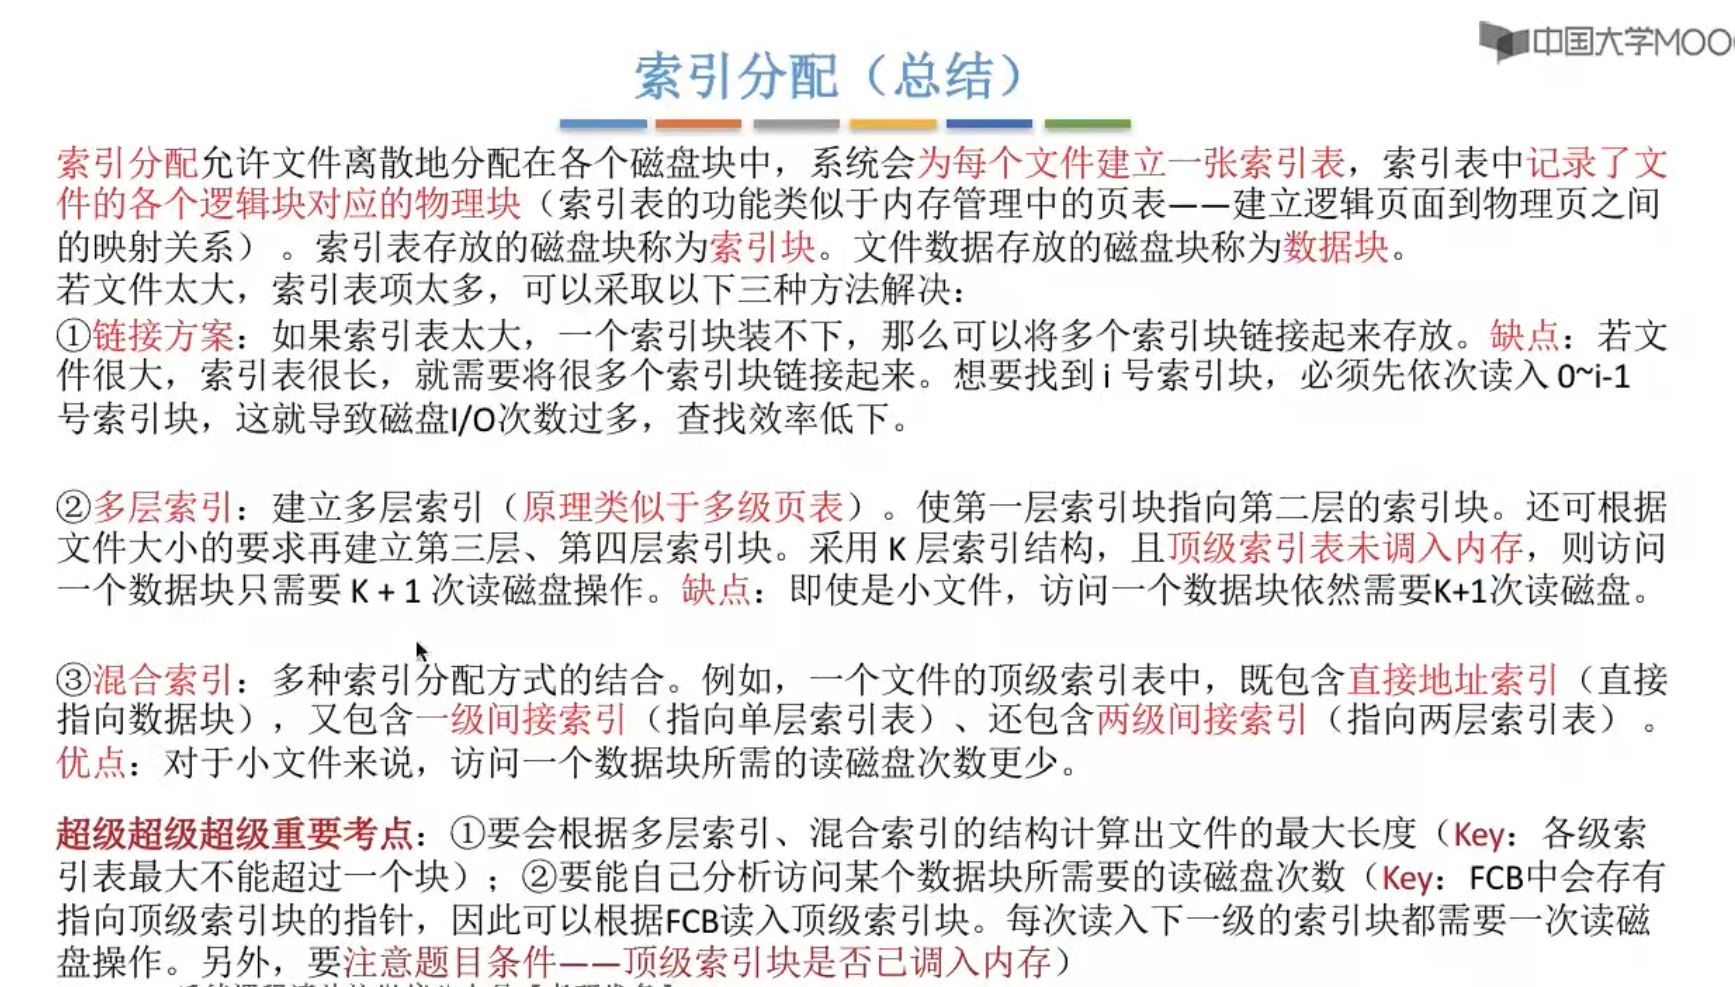 中国大学MOO
索引分配（总结）
索引分配允许文件离散地分配在各个磁盘块中，系统会为每个文件建立一张索引表，索引表中记录了文
件的各个逻辑块对应的物理块（索引表的功能类似于内存管理中的页表——建立逻辑页面到物理页之间
的映射关系）。索引表存放的磁盘块称为索引块。文件数据存放的磁盘块称为数据块。
若文件太大，索引表项太多，可以采取以下三种方法解决：
①链接方案：如果索引表太大，一个索引块装不下，那么可以将多个索引块链接起来存放。缺点：若文
件很大，索引表很长，就需要将很多个索引块链接起来。想要找到 i 号索引块，必须先依次读入 0~i-1
号索引块，这就导致磁盘I/O次数过多，查找效率低下。
②多层索引：建立多层索引（原理类似于多级页表）。使第一层索引块指向第二层的索引块。还可根据
文件大小的要求再建立第三层、第四层索引块。采用 K 层索引结构，且顶级索引表未调入内存，则访问
一个数据块只需要 K + 1 次读磁盘操作。缺点：即使是小文件，访问一个数据块依然需要K+1次读磁盘。
③混合索引：多种索引分配方式的结合。例如，一个文件的顶级索引表中，既包含直接地址索引（直接
指向数据块），又包含一级间接索引（指向单层索引表）、还包含两级间接索引（指向两层索引表）。
优点：对于小文件来说，访问一个数据块所需的读磁盘次数更少。
超级超级超级重要考点：①要会根据多层索引、混合索引的结构计算出文件的最大长度（Key：各级索
引表最大不能超过一个块）；②要能自己分析访问某个数据块所需要的读磁盘次数（Key：FCB中会存有
指向顶级索引块的指针，因此可以根据FCB读入顶级索引块。每次读入下一级的索引块都需要一次读磁
盘操作。另外，要注意题目条件——顶级索引块是否已调入内存）